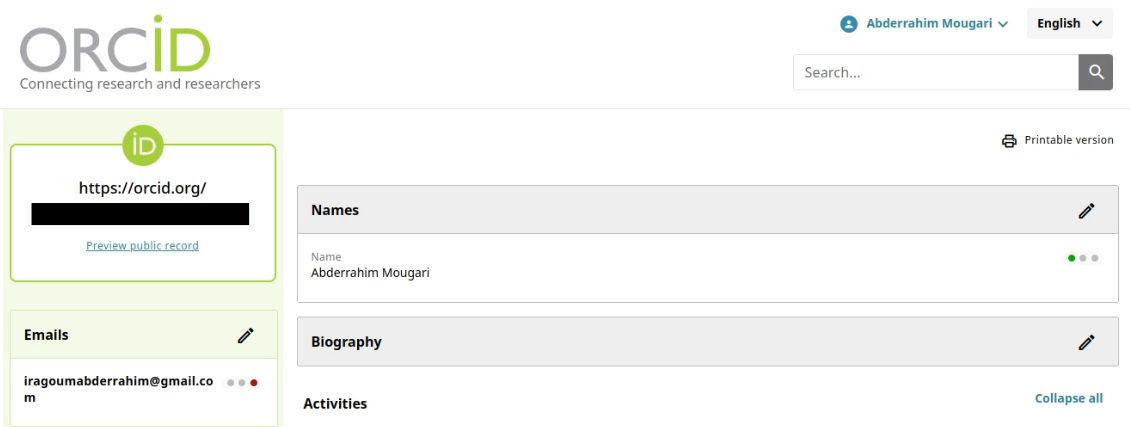 ORCiD
Connecting research and researchers
Abderrahim Mougari
English
Search...
iD
https://orcid.org/
Preview public record
Printable version
Names
Name
Abderrahim Mougari
Biography
Emails
iragoumabderrahim@gmail.co
m
Activities
Collapse all